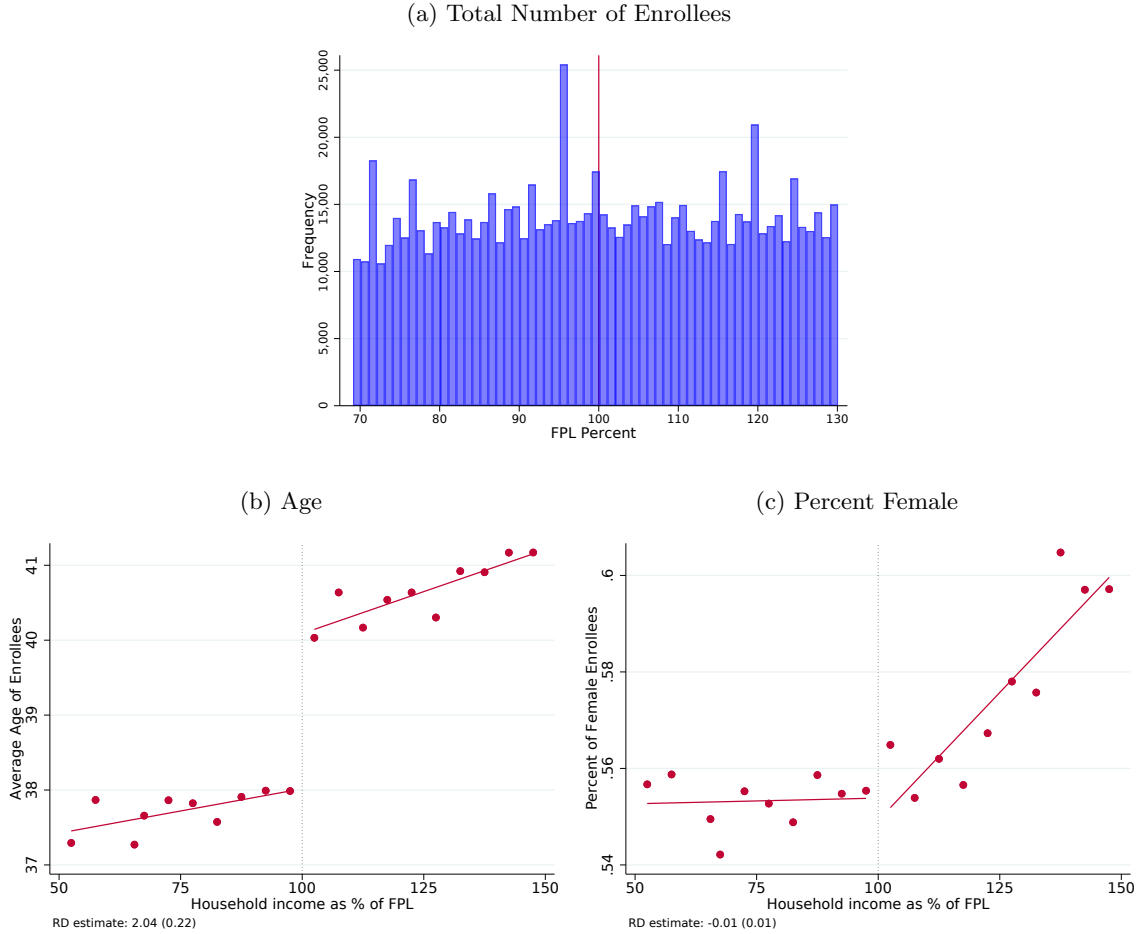 (a) Total Number of Enrollees
Frequency
0
5,000
10,000
15,000
20,000
25,000
70
80
90
100
110
120
130
FPL Percent
(b) Age
Average Age of Enrollees
37
38
39
40
41
50
75
100
125
150
Household income as % of FPL
RD estimate: 2.04 (0.22)
(c) Percent Female
Percent of Female Enrollees
.54
.56
.58
.6
50
75
100
125
150
Household income as % of FPL
RD estimate: -0.01 (0.01)